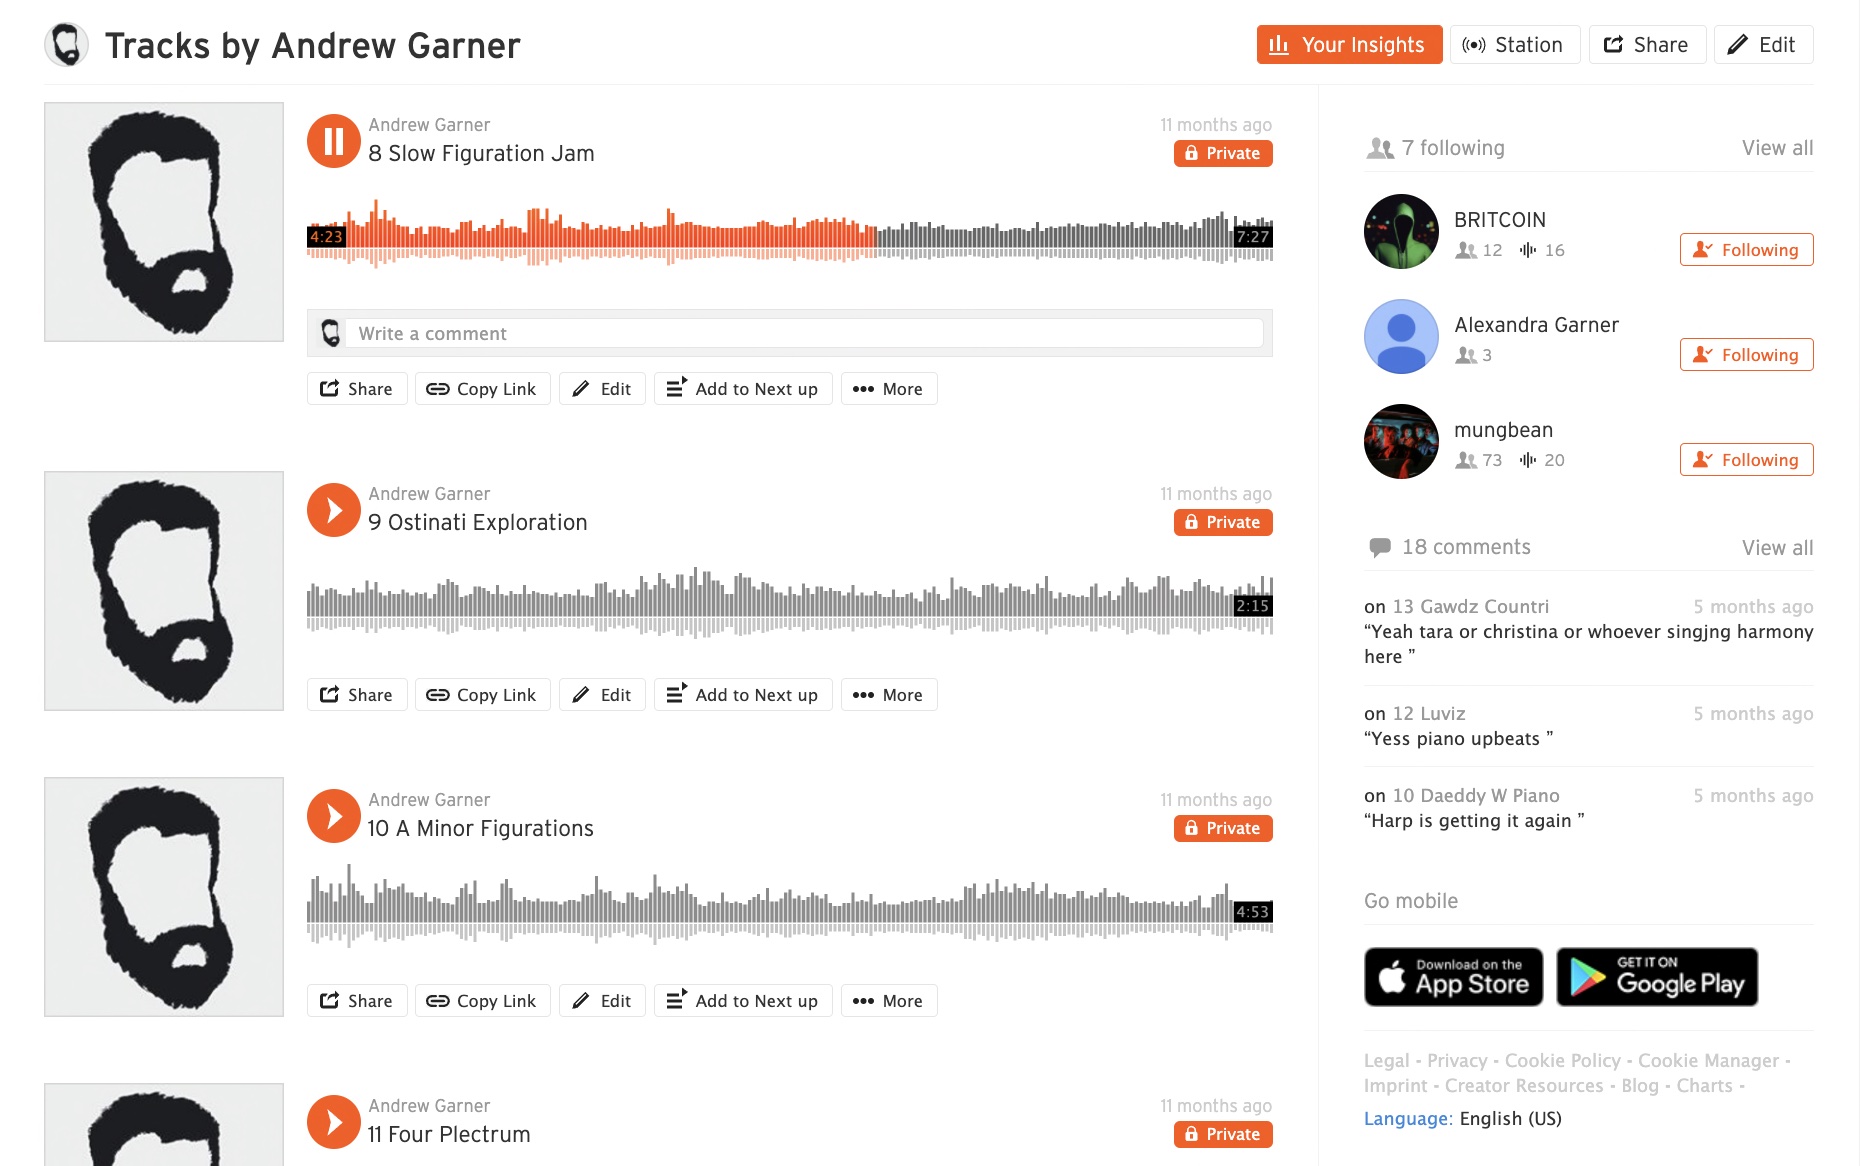 Tracks by Andrew Garner
Your Insights
Station
Share
Edit
Andrew Garner
11 months ago
8 Slow Figuration Jam
Private
4:23
7:27
Write a comment
Share
Copy Link
Edit
Add to Next up
More
Andrew Garner
11 months ago
9 Ostinati Exploration
Private
2:15
Share
Copy Link
Edit
Add to Next up
More
Andrew Garner
11 months ago
10 A Minor Figurations
Private
4:53
Share
Copy Link
Edit
Add to Next up
More
Andrew Garner
11 months ago
11 Four Plectrum
Private
7 following
View all
BRITCOIN
12 16
Following
Alexandra Garner
3
Following
mungbean
73 20
Following
18 comments
View all
on 13 Gawdz Countri
5 months ago
“Yeah tara or christina or whoever singjng harmony
here ”
on 12 Luviz
5 months ago
“Yess piano upbeats ”
on 10 Daeddy W Piano
5 months ago
“Harp is getting it again ”
Go mobile
Download on the
App Store
GET IT ON
Google Play
Legal - Privacy - Cookie Policy - Cookie Manager -
Imprint - Creator Resources - Blog - Charts -
Language: English (US)